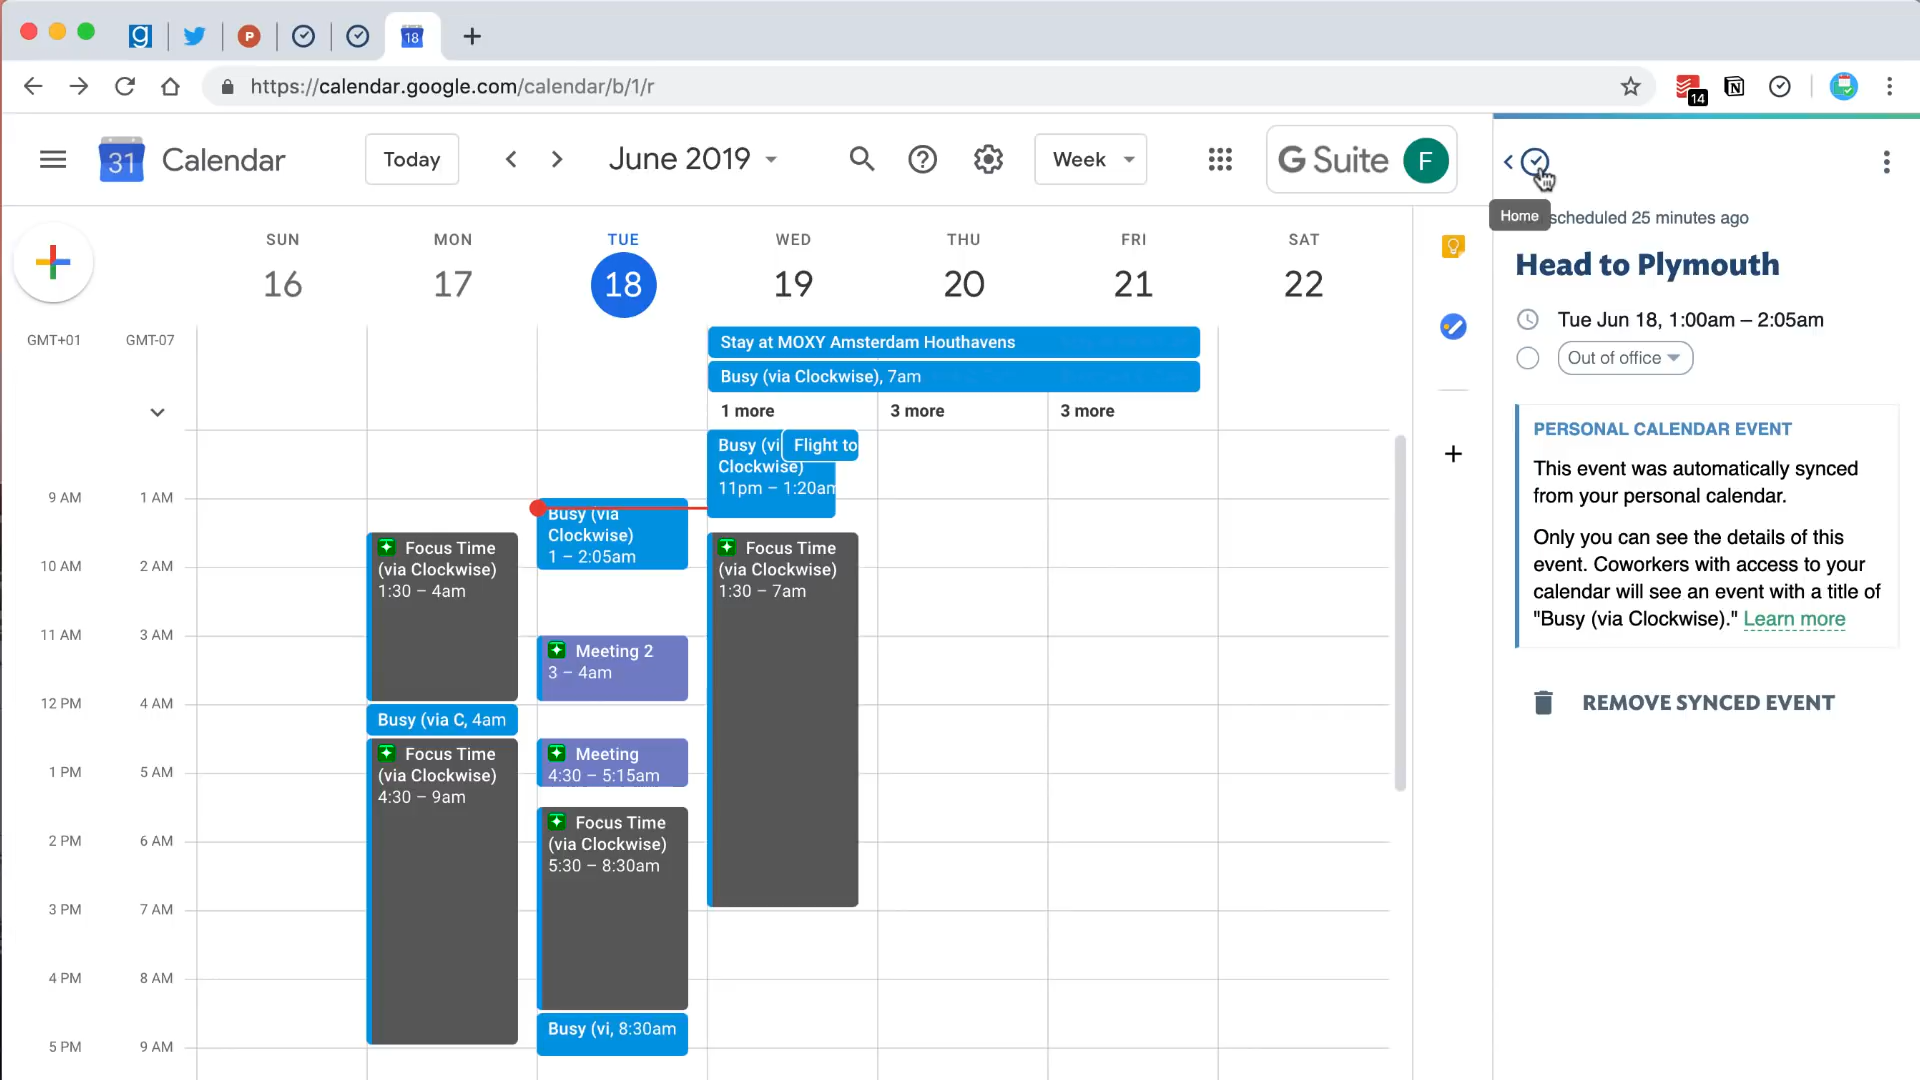 g
P
18
https://calendar.google.com/calendar/b/1/r
14
31
Calendar
Today
June 2019
Week
G Suite
F
Home
scheduled 25 minutes ago
Head to Plymouth
Tue Jun 18, 1:00am – 2:05am
Out of office
PERSONAL CALENDAR EVENT
This event was automatically synced
from your personal calendar.
Only you can see the details of this
event. Coworkers with access to your
calendar will see an event with a title of
"Busy (via Clockwise)." Learn more
REMOVE SYNCED EVENT
SUN
16
MON
17
TUE
18
WED
19
THU
20
FRI
21
SAT
22
GMT+01
GMT-07
Stay at MOXY Amsterdam Houthavens
Busy (via Clockwise), 7am
1 more
3 more
3 more
9 AM
10 AM
11 AM
12 PM
1 PM
2 PM
3 PM
4 PM
5 PM
1 AM
2 AM
3 AM
4 AM
5 AM
6 AM
7 AM
8 AM
9 AM
Focus Time
(via Clockwise)
1:30 – 4am
Busy (via C, 4am
Focus Time
(via Clockwise)
4:30 – 9am
Busy (via
Clockwise)
1 – 2:05am
Meeting 2
3 – 4am
Meeting
4:30 – 5:15am
Focus Time
(via Clockwise)
5:30 – 8:30am
Busy (vi, 8:30am
Busy (vi
Clockwise)
11pm – 1:20am
Flight to
Focus Time
(via Clockwise)
1:30 – 7am